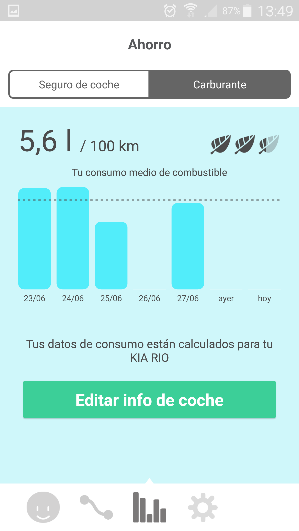 87% 13:49
Ahorro
Seguro de coche Carburante
5,6 l / 100 km
Tu consumo medio de combustible
23/06 24/06 25/06 26/06 27/06 ayer hoy
Tus datos de consumo están calculados para tu
KIA RIO
Editar info de coche